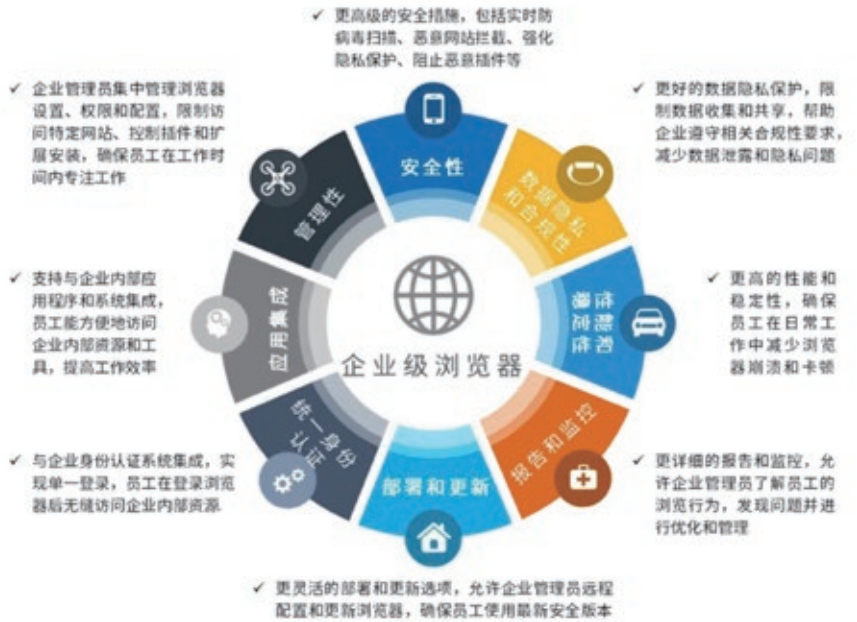 ✓ 更高级的安全措施，包括实时防
病毒扫描、恶意网站拦截、强化
隐私保护、阻止恶意插件等
✓ 企业管理员集中管理浏览器
设置、权限和配置，限制访
问特定网站、控制插件和扩
展安装，确保员工在工作时
间内专注工作
✓ 更好的数据隐私保护，限
制数据收集和共享，帮助
企业遵守相关合规性要求，
减少数据泄露和隐私问题
安全性
管理性
数据隐私
和合规性
✓ 支持与企业内部应
用程序和系统集成，
员工能方便地访问
企业内部资源和工
具，提高工作效率
应用集成
企业级浏览器
性能和
稳定性
✓ 更高的性能和
稳定性，确保
员工在日常工
作中减少浏览
器崩溃和卡顿
✓ 与企业身份认证系统集成，实
现单一登录，员工在登录浏览
器后无缝访问企业内部资源
统一身份
认证
部署和更新
报告和监控
✓ 更详细的报告和监控，允
许企业管理员了解员工的
浏览行为，发现问题并进
行优化和管理
✓ 更灵活的部署和更新选项，允许企业管理员远程
配置和更新浏览器，确保员工使用最新安全版本